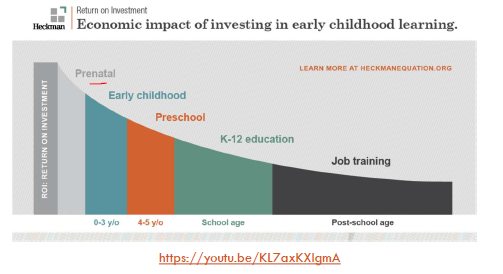 Heckman
Return on Investment
Economic impact of investing in early childhood learning.
Prenatal
LEARN MORE AT HECKMANEQUATION.ORG
Early childhood
Preschool
K-12 education
Job training
ROI: RETURN ON INVESTMENT
0-3 y/o
4-5 y/o
School age
Post-school age
https://youtu.be/KL7axKXIgmA